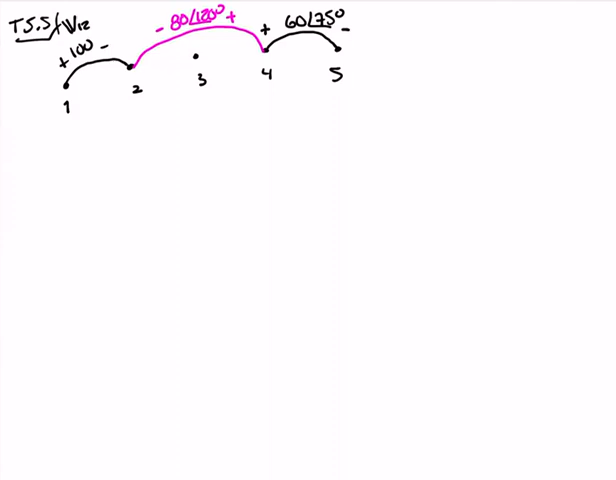 T5.5/V12
+ 100 -
- 80/120° +
+ 60/75° -
1
2
3
4
5